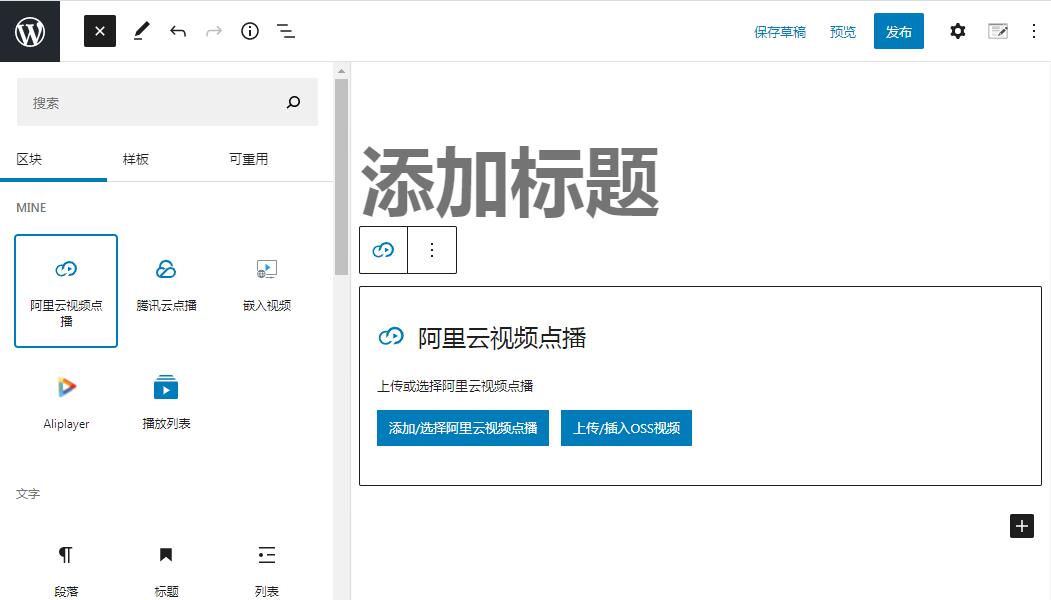 保存草稿 预览 发布
搜索
区块 样板 可重用
MINE
阿里云视频点
播
腾讯云点播
嵌入视频
Aliplayer
播放列表
文字
段落
标题
列表
添加标题
阿里云视频点播
上传或选择阿里云视频点播
添加/选择阿里云视频点播 上传/插入OSS视频